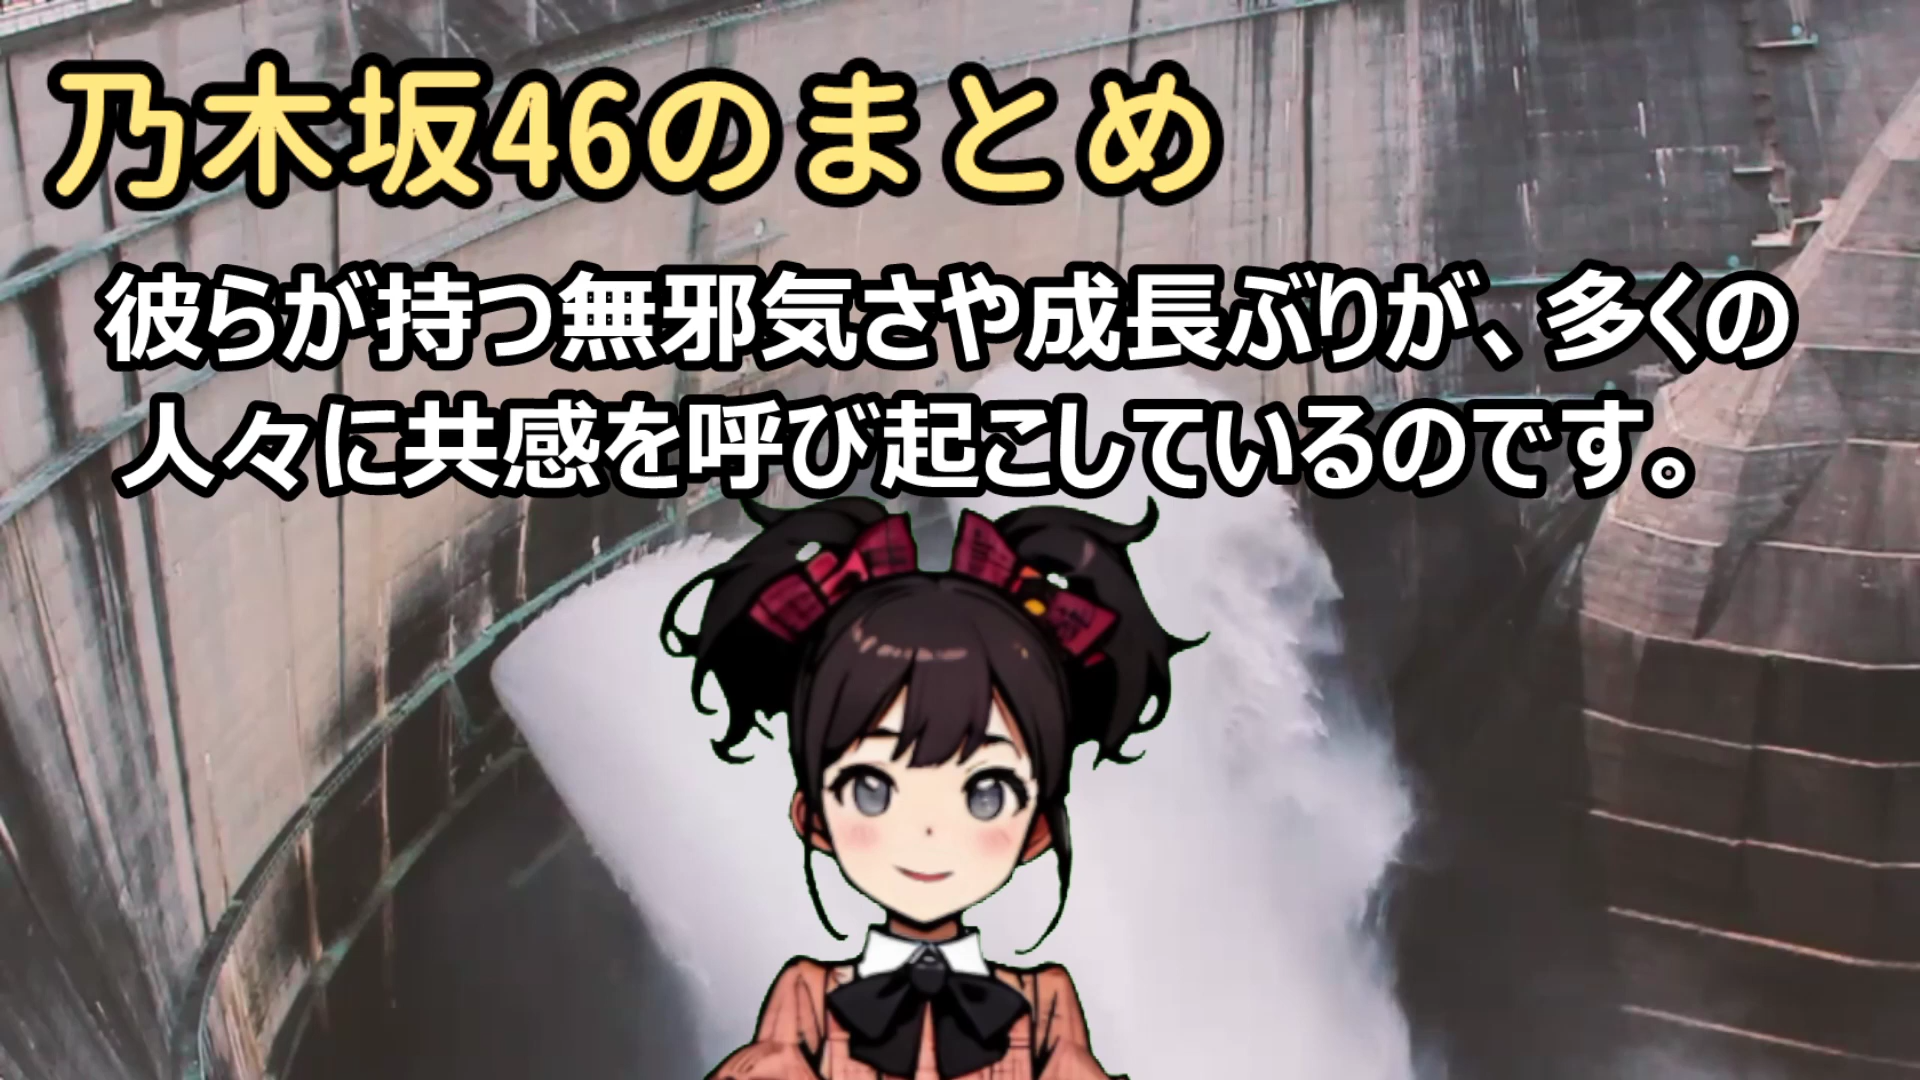 乃木坂46のまとめ
彼らが持つ無邪気さや成長ぶりが、多くの
人々に共感を呼び起こしているのです。